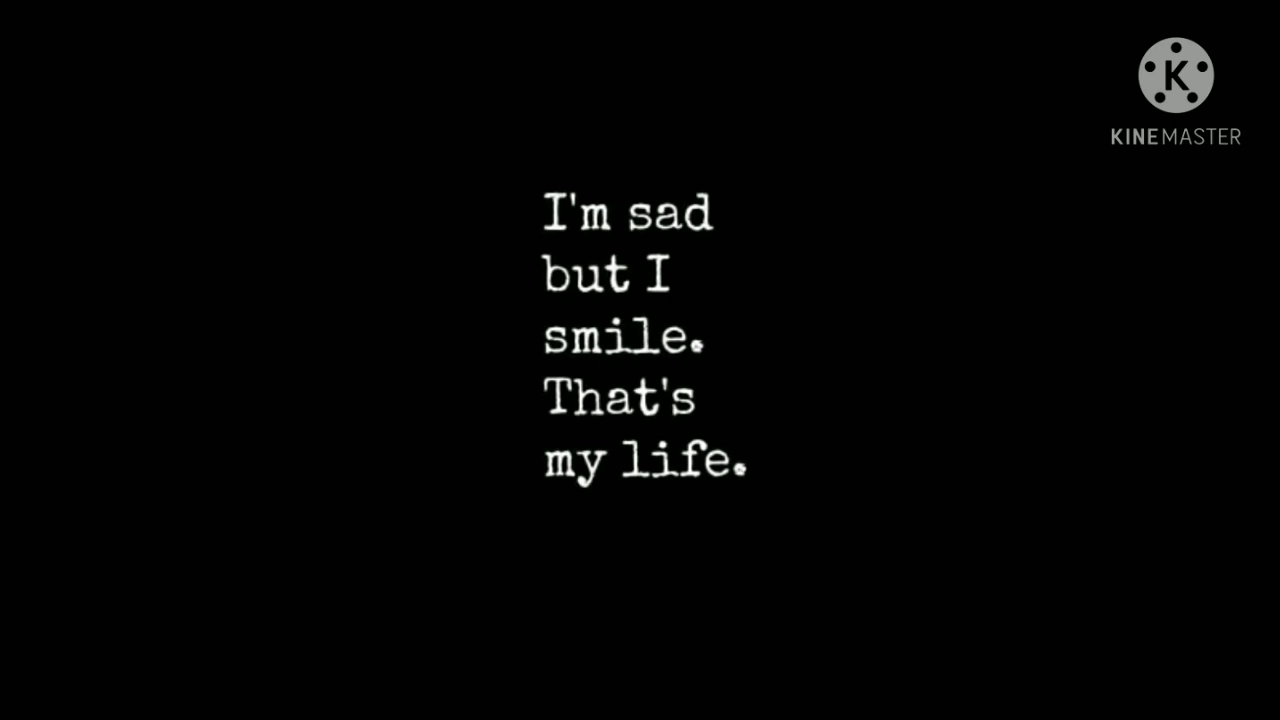 K
KINEMASTER
I'm sad
but I
smile.
That's
my life.